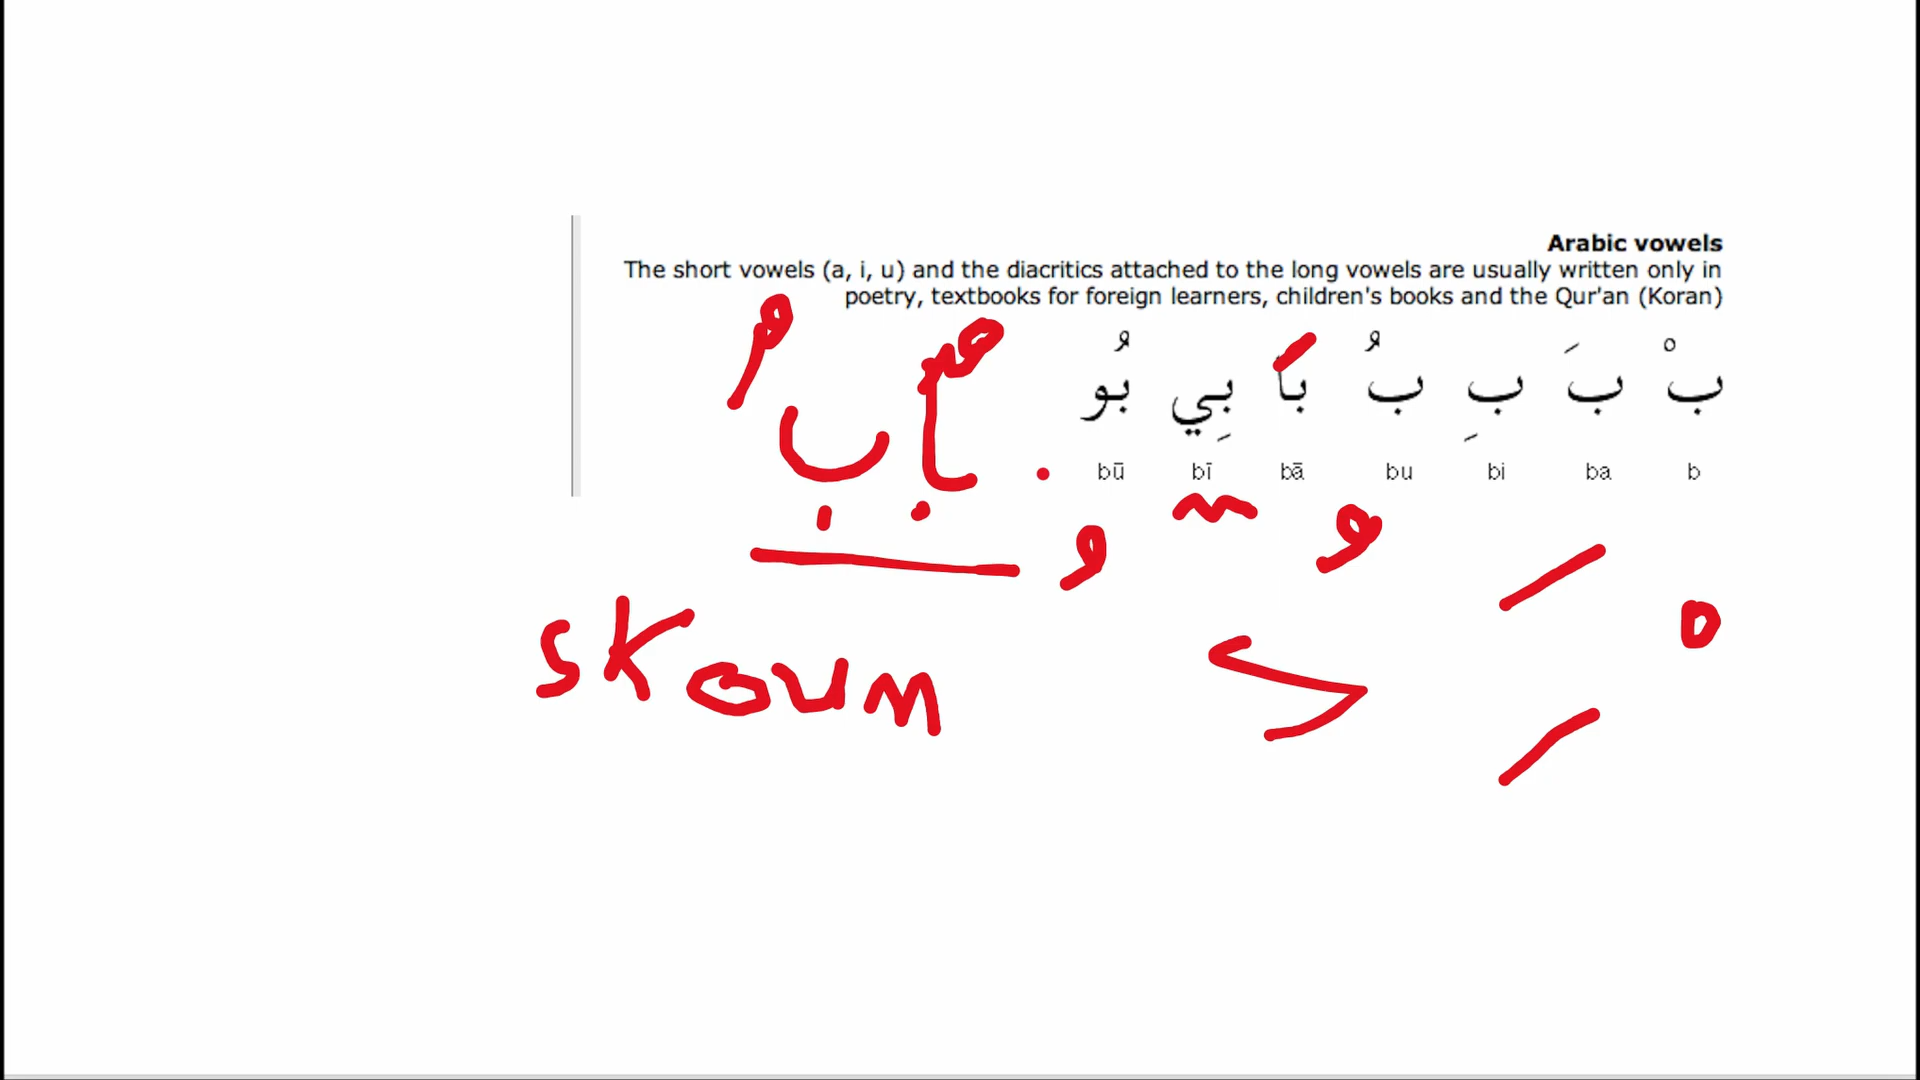 Arabic vowels
The short vowels (a, i, u) and the diacritics attached to the long vowels are usually written only in
poetry, textbooks for foreign learners, children's books and the Qur'an (Koran)
بْ بَ بِ بُ بَا بِي بُو
bū bī bā bu bi ba b
skoum